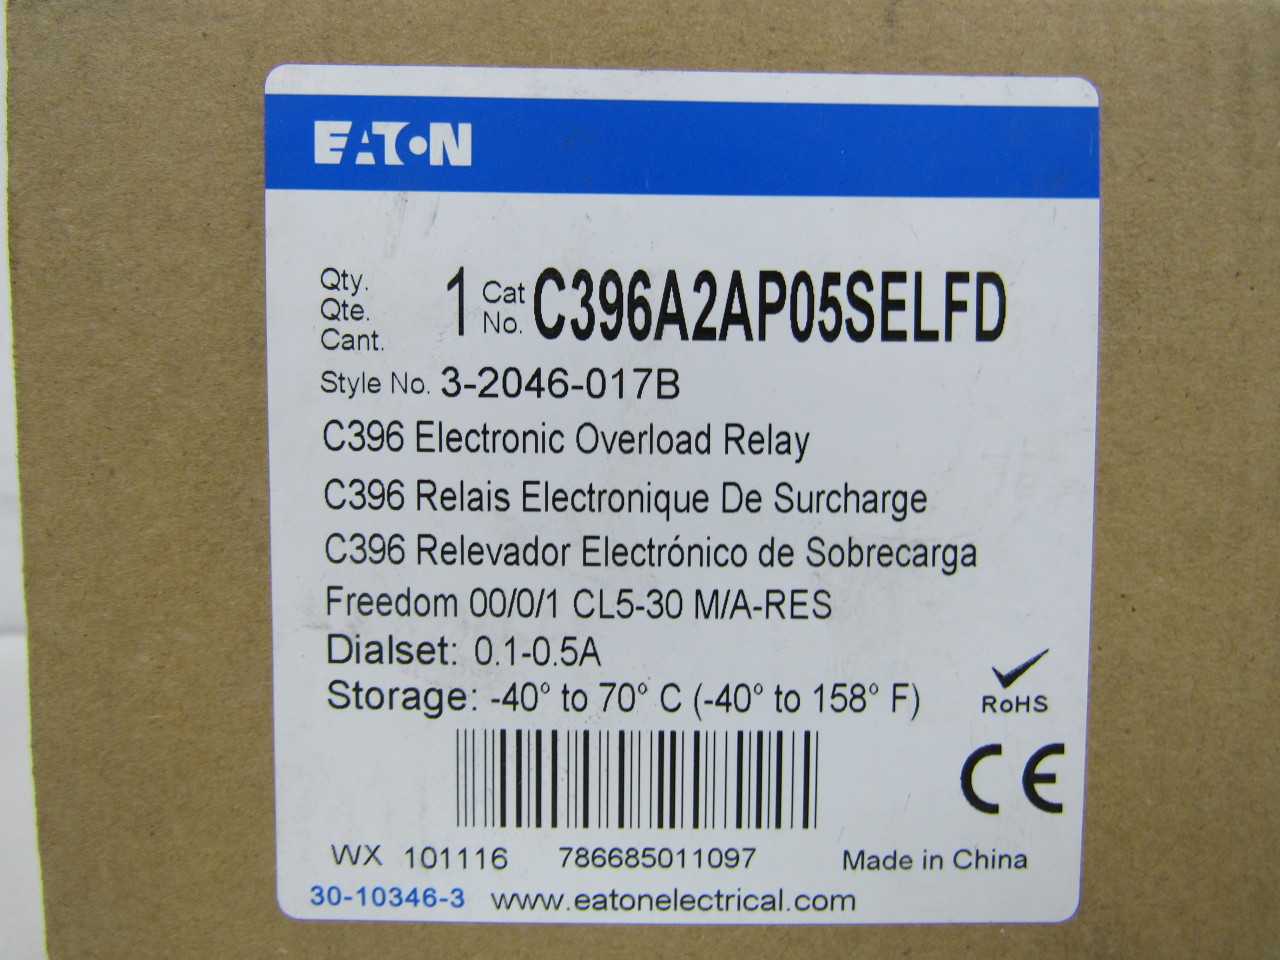 EATON
Qty. 1 Cat C396A2AP05SELFD
Qte. No.
Cant.
Style No. 3-2046-017B
C396 Electronic Overload Relay
C396 Relais Electronique De Surcharge
C396 Relevador Electrónico de Sobrecarga
Freedom 00/0/1 CL5-30 M/A-RES
Dialset: 0.1-0.5A
Storage: -40° to 70° C (-40° to 158° F)
RoHS
CE
WX 101116 786685011097 Made in China
30-10346-3 www.eatonelectrical.com